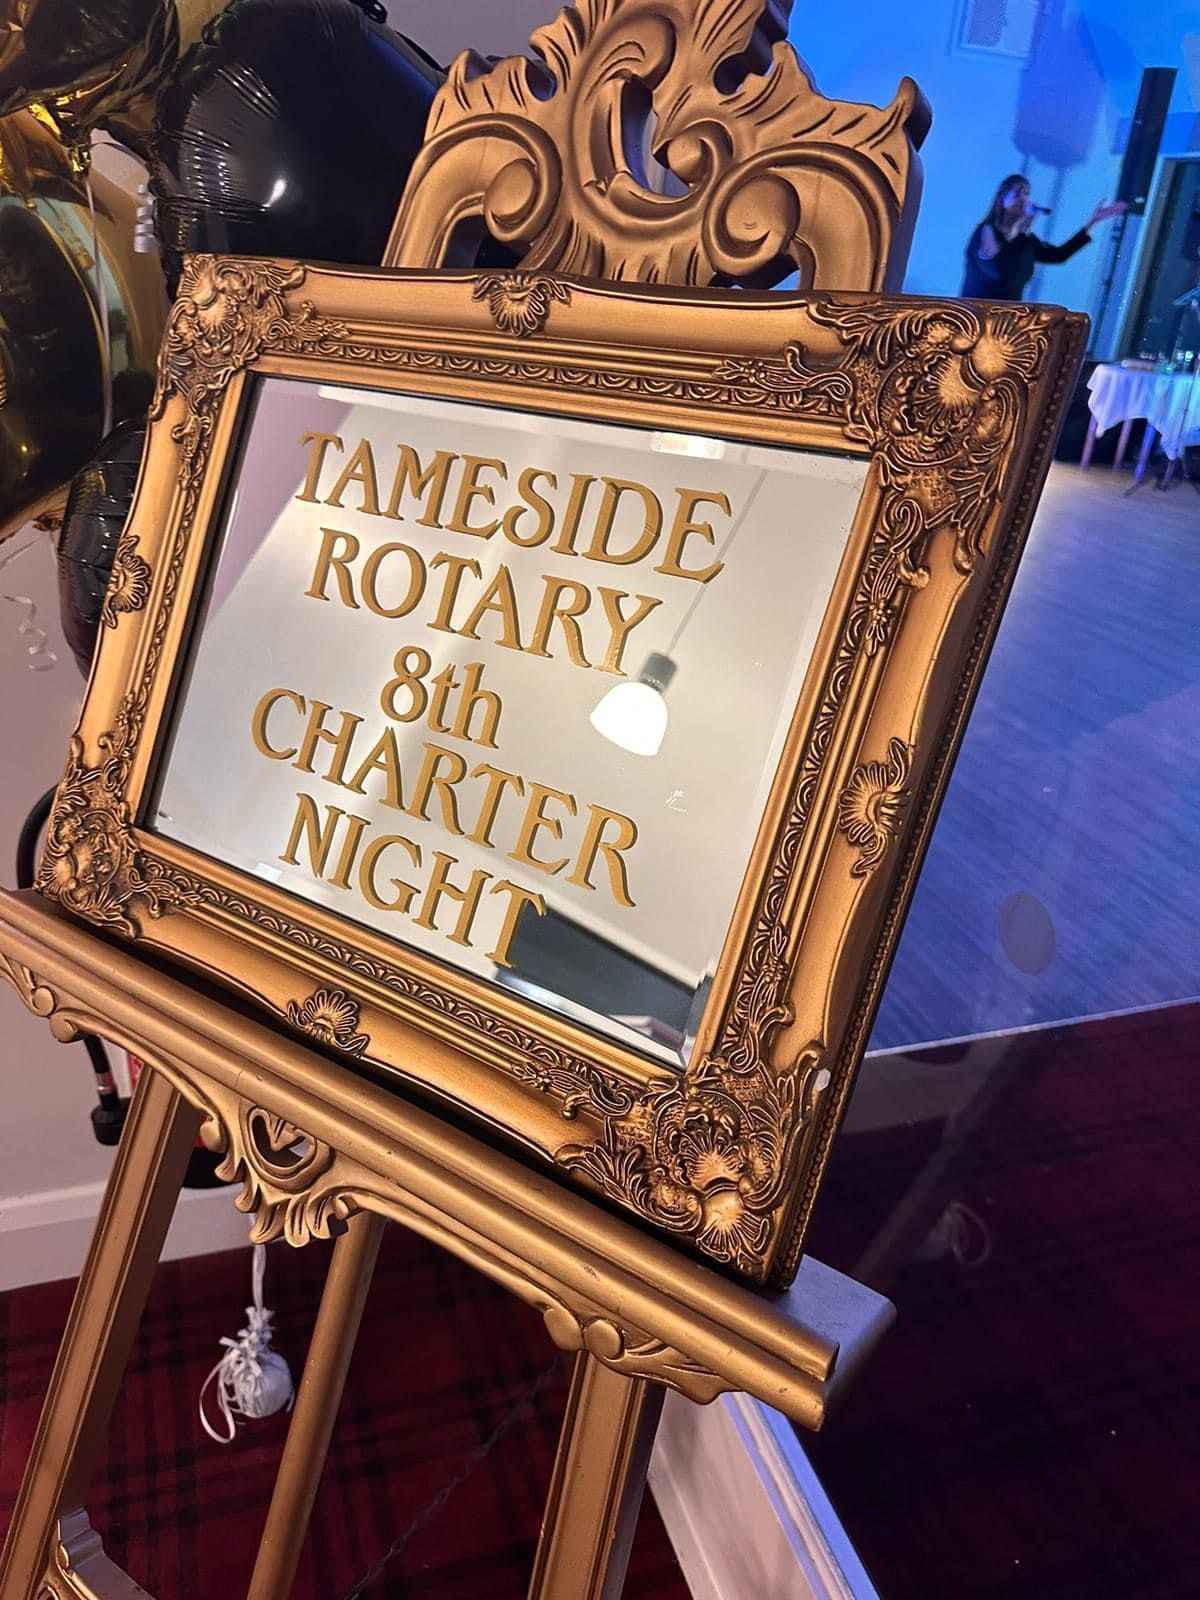 TAMESIDE
ROTARY
8th
CHARTER
NIGHT